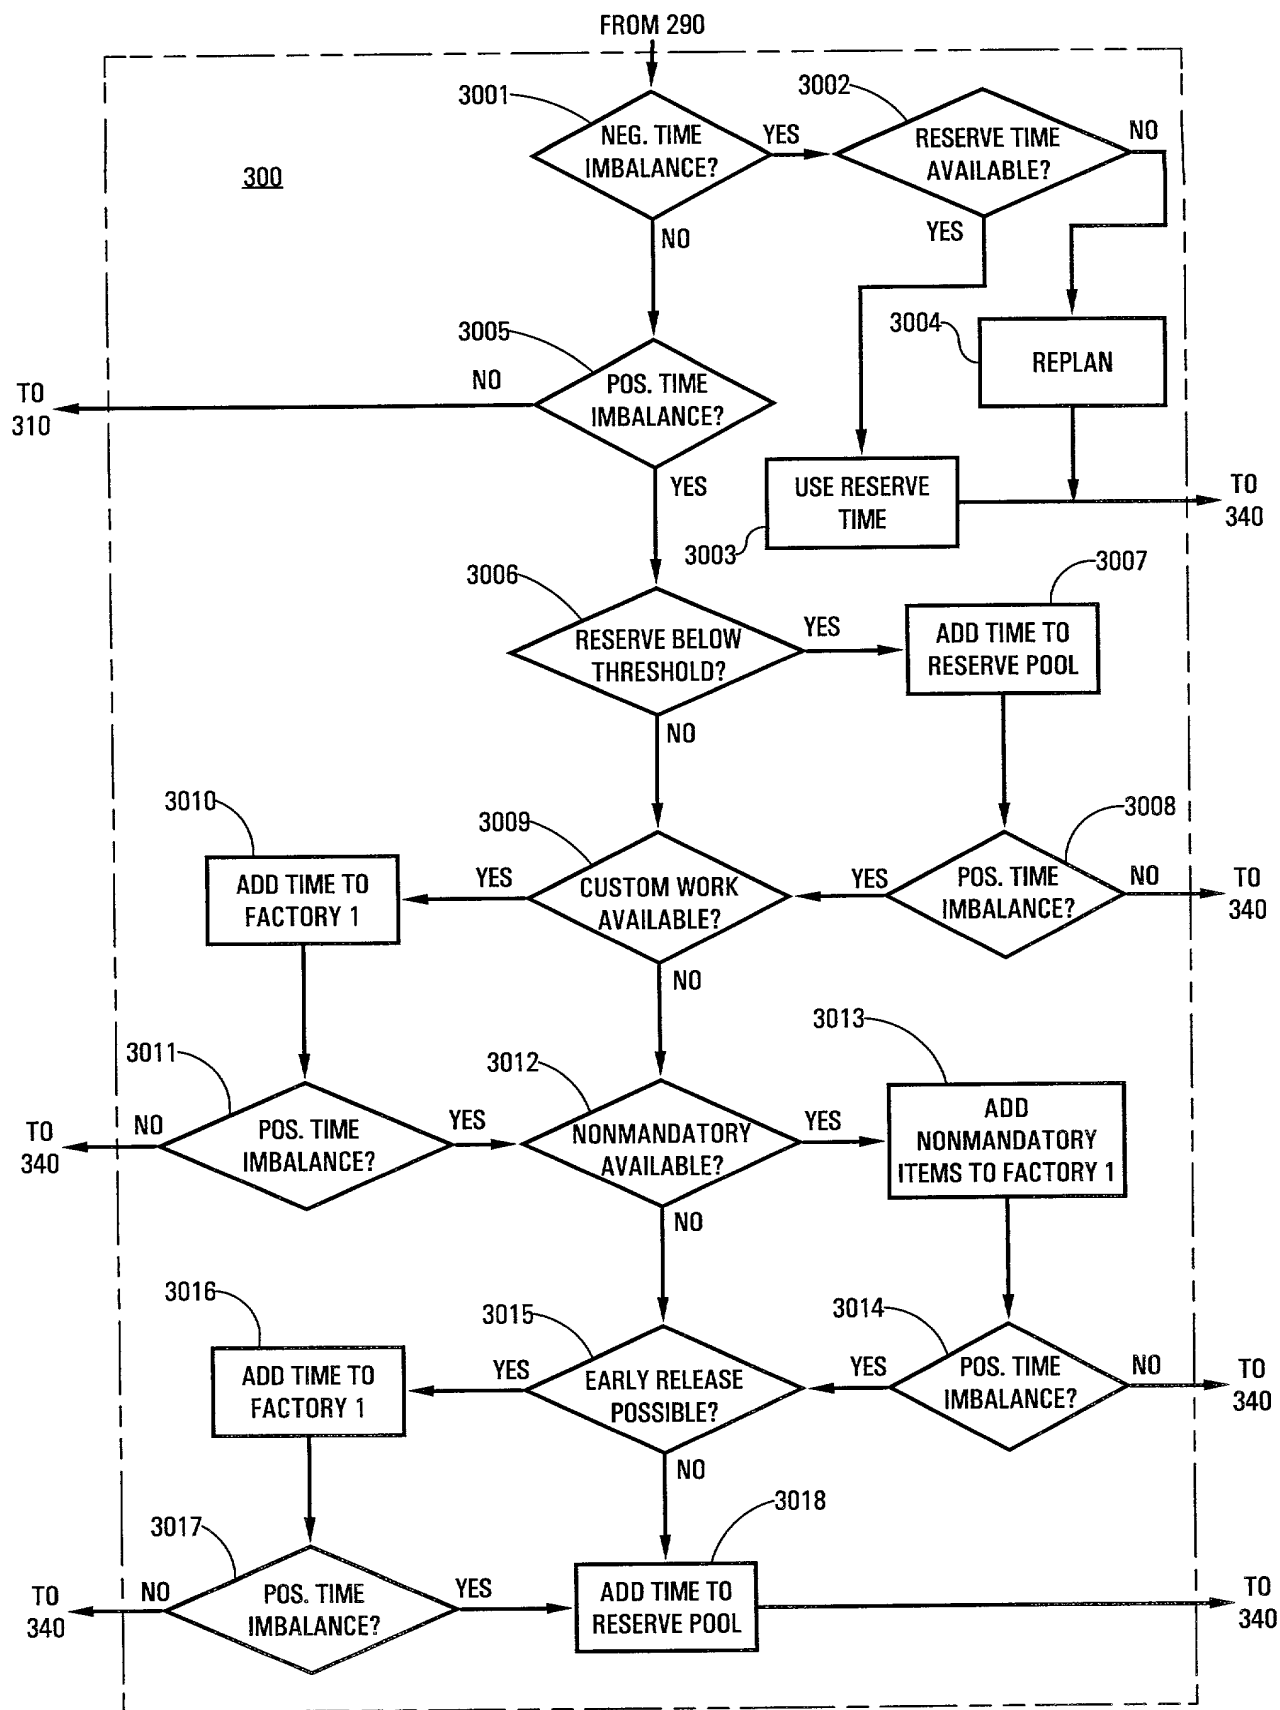 FROM 290
3001
3002
NEG. TIME
IMBALANCE?
YES
RESERVE TIME
AVAILABLE?
NO
300
YES
NO
3004
REPLAN
3005
POS. TIME
IMBALANCE?
NO
TO
310
YES
USE RESERVE
TIME
3003
TO
340
3006
RESERVE BELOW
THRESHOLD?
YES
3007
ADD TIME TO
RESERVE POOL
NO
3010
ADD TIME TO
FACTORY 1
3009
YES
CUSTOM WORK
AVAILABLE?
YES
3008
POS. TIME
IMBALANCE?
NO
TO
340
NO
3011
TO
340
NO
POS. TIME
IMBALANCE?
YES
3012
NONMANDATORY
AVAILABLE?
YES
3013
ADD
NONMANDATORY
ITEMS TO FACTORY 1
NO
3016
ADD TIME TO
FACTORY 1
3015
YES
EARLY RELEASE
POSSIBLE?
YES
3014
POS. TIME
IMBALANCE?
NO
TO
340
NO
3017
TO
340
NO
POS. TIME
IMBALANCE?
YES
3018
ADD TIME TO
RESERVE POOL
TO
340